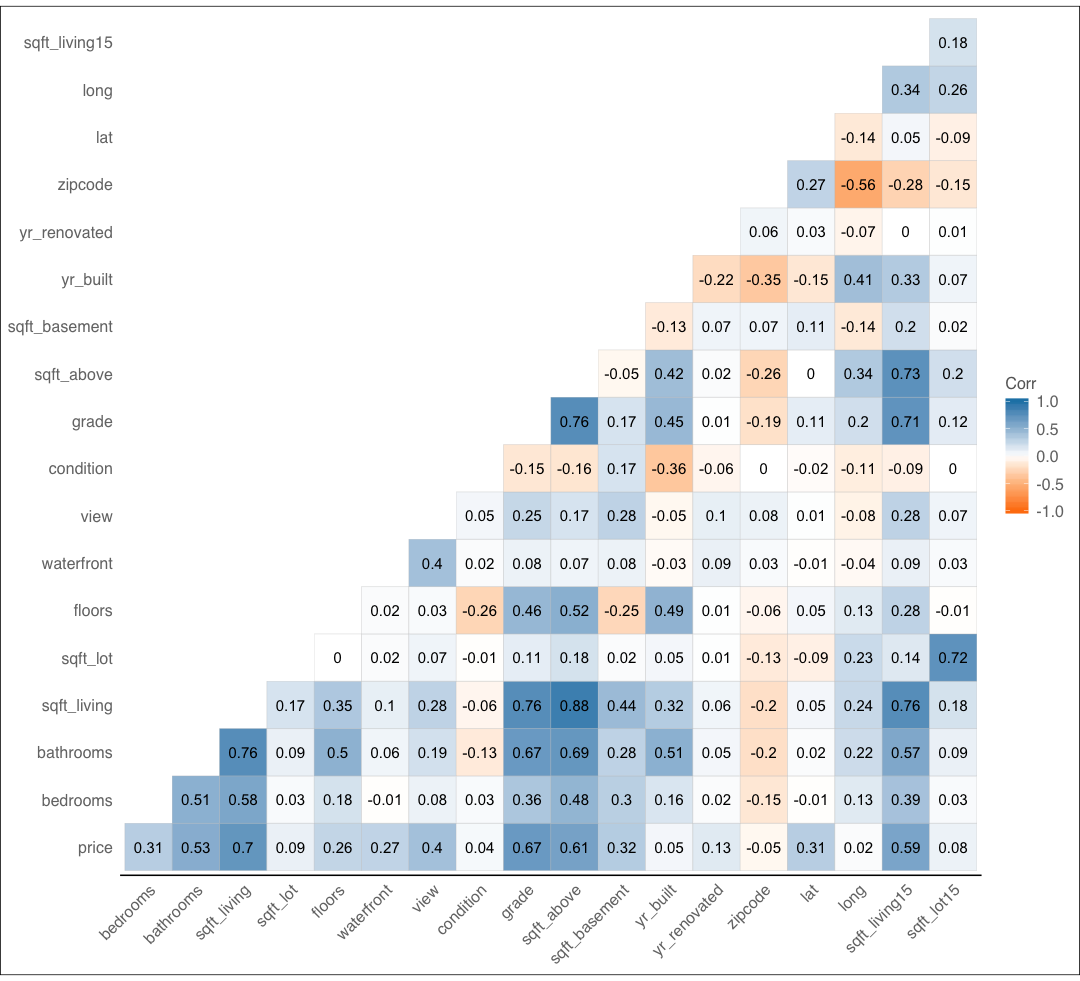 sqft_living15 0.18
long 0.34 0.26
lat -0.14 0.05 -0.09
zipcode 0.27 -0.56 -0.28 -0.15
yr_renovated 0.06 0.03 -0.07 0 0.01
yr_built -0.22 -0.35 -0.15 0.41 0.33 0.07
sqft_basement -0.13 0.07 0.07 0.11 -0.14 0.2 0.02
sqft_above -0.05 0.42 0.02 -0.26 0 0.34 0.73 0.2
grade 0.76 0.17 0.45 0.01 -0.19 0.11 0.2 0.71 0.12
condition -0.15 -0.16 0.17 -0.36 -0.06 0 -0.02 -0.11 -0.09 0
view 0.05 0.25 0.17 0.28 -0.05 0.1 0.08 0.01 -0.08 0.28 0.07
waterfront 0.4 0.02 0.08 0.07 0.08 -0.03 0.09 0.03 -0.01 -0.04 0.09 0.03
floors 0.02 0.03 -0.26 0.46 0.52 -0.25 0.49 0.01 -0.06 0.05 0.13 0.28 -0.01
sqft_lot 0 0.02 0.07 -0.01 0.11 0.18 0.02 0.05 0.01 -0.13 -0.09 0.23 0.14 0.72
sqft_living 0.17 0.35 0.1 0.28 -0.06 0.76 0.88 0.44 0.32 0.06 -0.2 0.05 0.24 0.76 0.18
bathrooms 0.76 0.09 0.5 0.06 0.19 -0.13 0.67 0.69 0.28 0.51 0.05 -0.2 0.02 0.22 0.57 0.09
bedrooms 0.51 0.58 0.03 0.18 -0.01 0.08 0.03 0.36 0.48 0.3 0.16 0.02 -0.15 -0.01 0.13 0.39 0.03
price 0.31 0.53 0.7 0.09 0.26 0.27 0.4 0.04 0.67 0.61 0.32 0.05 0.13 -0.05 0.31 0.02 0.59 0.08
bedrooms bathrooms sqft_living sqft_lot floors waterfront view condition grade sqft_above sqft_basement yr_built yr_renovated zipcode lat long sqft_living15 sqft_lot15
Corr
1.0
0.5
0.0
-0.5
-1.0